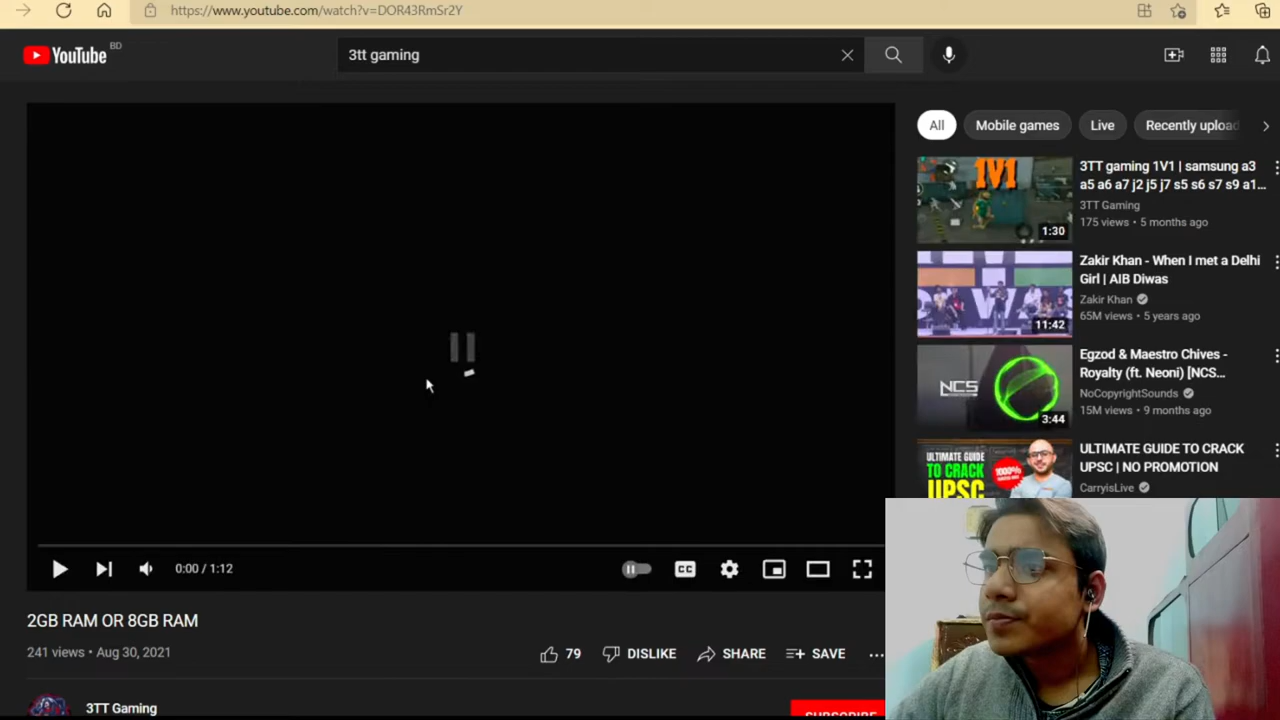 https://www.youtube.com/watch?v=DOR43RmSr2Y
YouTube BD
3tt gaming
All
Mobile games
Live
Recently upload
1V1
1:30
3TT gaming 1V1 | samsung a3
a5 a6 a7 j2 j5 j7 s5 s6 s7 s9 a1...
3TT Gaming
175 views • 5 months ago
11:42
Zakir Khan - When I met a Delhi
Girl | AIB Diwas
Zakir Khan
65M views • 5 years ago
NCS
3:44
Egzod & Maestro Chives -
Royalty (ft. Neoni) [NCS...
NoCopyrightSounds
15M views • 9 months ago
ULTIMATE GUIDE
TO CRACK
UPSC
1000%
ULTIMATE GUIDE TO CRACK
UPSC | NO PROMOTION
CarryisLive
0:00 / 1:12
CC
2GB RAM OR 8GB RAM
241 views • Aug 30, 2021
79
DISLIKE
SHARE
SAVE
3TT Gaming
SUBSCRIBE